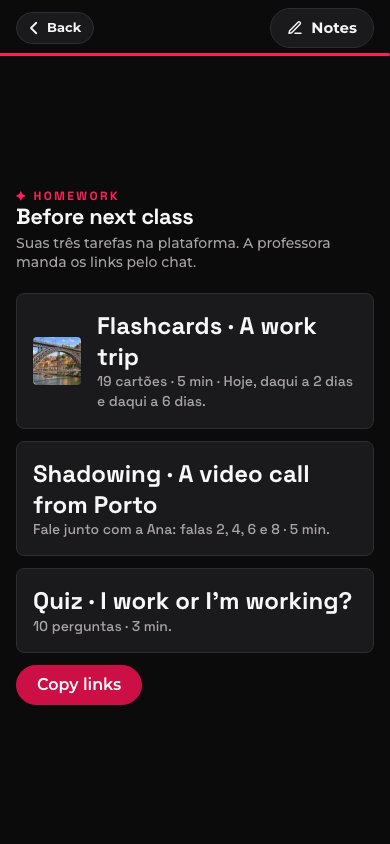 Back
Notes
HOMEWORK
Before next class
Suas três tarefas na plataforma. A professora
manda os links pelo chat.
Flashcards · A work
trip
19 cartões · 5 min · Hoje, daqui a 2 dias
e daqui a 6 dias.
Shadowing · A video call
from Porto
Fale junto com a Ana: falas 2, 4, 6 e 8 · 5 min.
Quiz · I work or I'm working?
10 perguntas · 3 min.
Copy links